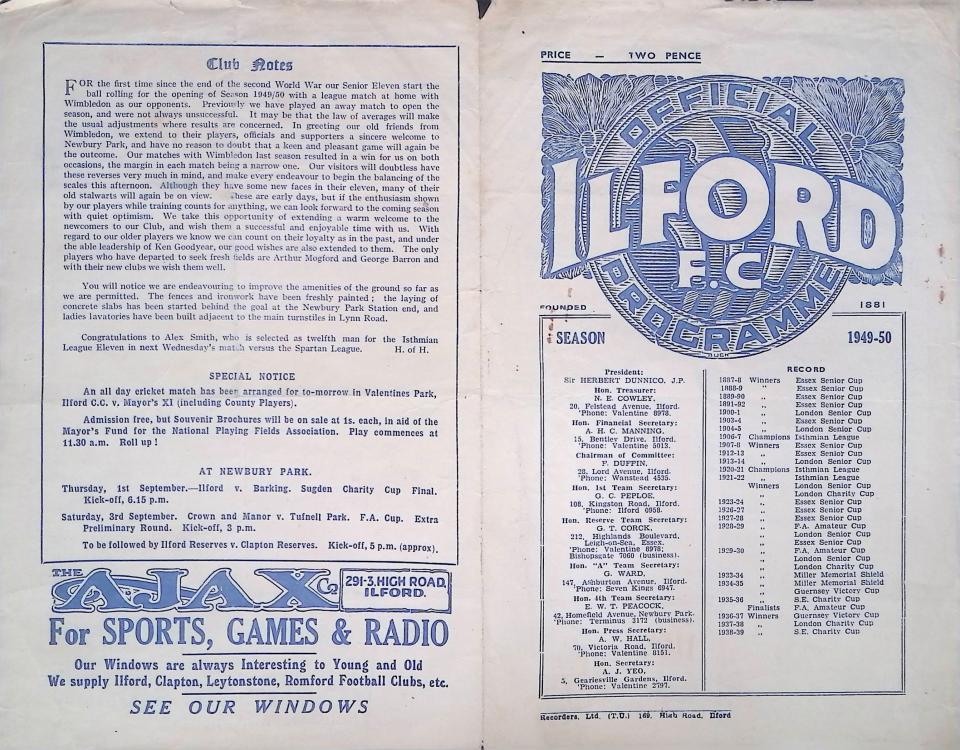 Club Notes
FOR the first time since the end of the second World War our Senior Eleven start the
ball rolling for the opening of Season 1949/50 with a league match at home with
Wimbledon as our opponents. Previously we have played an away match to open the
season, and were not always unsuccessful. It may be that the law of averages will make
the usual adjustments where results are concerned. In greeting our old friends from
Wimbledon, we extend to their players, officials and supporters a sincere welcome to
Newbury Park, and have no reason to doubt that a keen and pleasant game will again be
the outcome. Our matches with Wimbledon last season resulted in a win for us on both
occasions, the margin in each match being a narrow one. Our visitors will doubtless have
these reverses very much in mind, and make every endeavour to begin the balancing of the
scales this afternoon. Although they have some new faces in their eleven, many of their
old stalwarts will again be on view. These are early days, but if the enthusiasm shown
by our players while training counts for anything, we can look forward to the coming season
with quiet optimism. We take this opportunity of extending a warm welcome to the
newcomers to our Club, and wish them a successful and enjoyable time with us. With
regard to our older players we know we can count on their loyalty as in the past, and under
the able leadership of Ken Goodyear, our good wishes are also extended to them. The only
players who have departed to seek fresh fields are Arthur Mogford and George Barron and
with their new clubs we wish them well.
You will notice we are endeavouring to improve the amenities of the ground so far as
we are permitted. The fences and ironwork have been freshly painted ; the laying of
concrete slabs has been started behind the goal at the Newbury Park Station end, and
ladies lavatories have been built adjacent to the main turnstiles in Lynn Road.
Congratulations to Alex Smith, who is selected as twelfth man for the Isthmian
League Eleven in next Wednesday's match versus the Spartan League. H. of H.
SPECIAL NOTICE
An all day cricket match has been arranged for to-morrow in Valentines Park,
Ilford C.C. v. Mayor's XI (including County Players).
Admission free, but Souvenir Brochures will be on sale at 1s. each, in aid of the
Mayor's Fund for the National Playing Fields Association. Play commences at
11.30 a.m. Roll up !
AT NEWBURY PARK.
Thursday, 1st September.—Ilford v. Barking. Sugden Charity Cup Final.
Kick-off, 6.15 p.m.
Saturday, 3rd September. Crown and Manor v. Tufnell Park. F.A. Cup. Extra
Preliminary Round. Kick-off, 3 p.m.
To be followed by Ilford Reserves v. Clapton Reserves. Kick-off, 5 p.m. (approx).
THE AJAX Co
291-3, HIGH ROAD,
ILFORD.
For SPORTS, GAMES & RADIO
Our Windows are always Interesting to Young and Old
We supply Ilford, Clapton, Leytonstone, Romford Football Clubs, etc.
SEE OUR WINDOWS
PRICE — TWO PENCE
OFFICIAL
ILFORD
F.C
PROGRAMME
FOUNDED 1881
SEASON 1949-50
President:
Sir HERBERT DUNNICO, J.P.
Hon. Treasurer:
N. E. COWLEY,
20, Felstead Avenue, Ilford.
'Phone: Valentine 8978.
Hon. Financial Secretary:
A. H. C. MANNING,
15, Bentley Drive, Ilford.
'Phone: Valentine 5013.
Chairman of Committee:
F. DUFFIN,
28, Lord Avenue, Ilford.
'Phone: Wanstead 4535.
Hon. 1st Team Secretary:
G. C. PEPLOE,
108, Kingston Road, Ilford.
'Phone: Ilford 0958.
Hon. Reserve Team Secretary:
G. T. CORCK,
212, Highlands Boulevard,
Leigh-on-Sea, Essex.
'Phone: Valentine 6978;
Bishopsgate 7060 (business).
Hon. "A" Team Secretary:
G. WARD,
147, Ashburton Avenue, Ilford.
'Phone: Seven Kings 6947.
Hon. 4th Team Secretary:
E. W. T. PEACOCK,
42, Homefield Avenue, Newbury Park.
'Phone: Terminus 3172 (business).
Hon. Press Secretary:
A. W. HALL,
70, Victoria Road, Ilford.
'Phone: Valentine 8151.
Hon. Secretary:
A. J. YEO,
5, Geariesville Gardens, Ilford.
'Phone: Valentine 2797.
RECORD
1887-8 Winners Essex Senior Cup
1888-9 ,, Essex Senior Cup
1889-90 ,, Essex Senior Cup
1891-92 ,, Essex Senior Cup
1900-1 ,, London Senior Cup
1903-4 ,, Essex Senior Cup
1904-5 ,, Essex Senior Cup
1906-7 Champions Isthmian League
1907-8 Winners Essex Senior Cup
1912-13 ,, Essex Senior Cup
1913-14 ,, London Senior Cup
1920-21 Champions Isthmian League
1921-22 ,, Isthmian League
Winners London Senior Cup
,, London Charity Cup
1923-24 ,, Essex Senior Cup
1926-27 ,, Essex Senior Cup
1927-28 ,, Essex Senior Cup
1928-29 ,, F.A. Amateur Cup
,, London Senior Cup
,, Essex Senior Cup
1929-30 ,, F.A. Amateur Cup
,, London Senior Cup
,, London Charity Cup
1933-34 ,, Miller Memorial Shield
1934-35 ,, Miller Memorial Shield
,, Guernsey Victory Cup
1935-36 ,, S.E. Charity Cup
Finalists F.A. Amateur Cup
1936-37 Winners Guernsey Victory Cup
1937-38 ,, London Charity Cup
1938-39 ,, S.E. Charity Cup
Recorders, Ltd. (T.U.) 169, High Road, Ilford